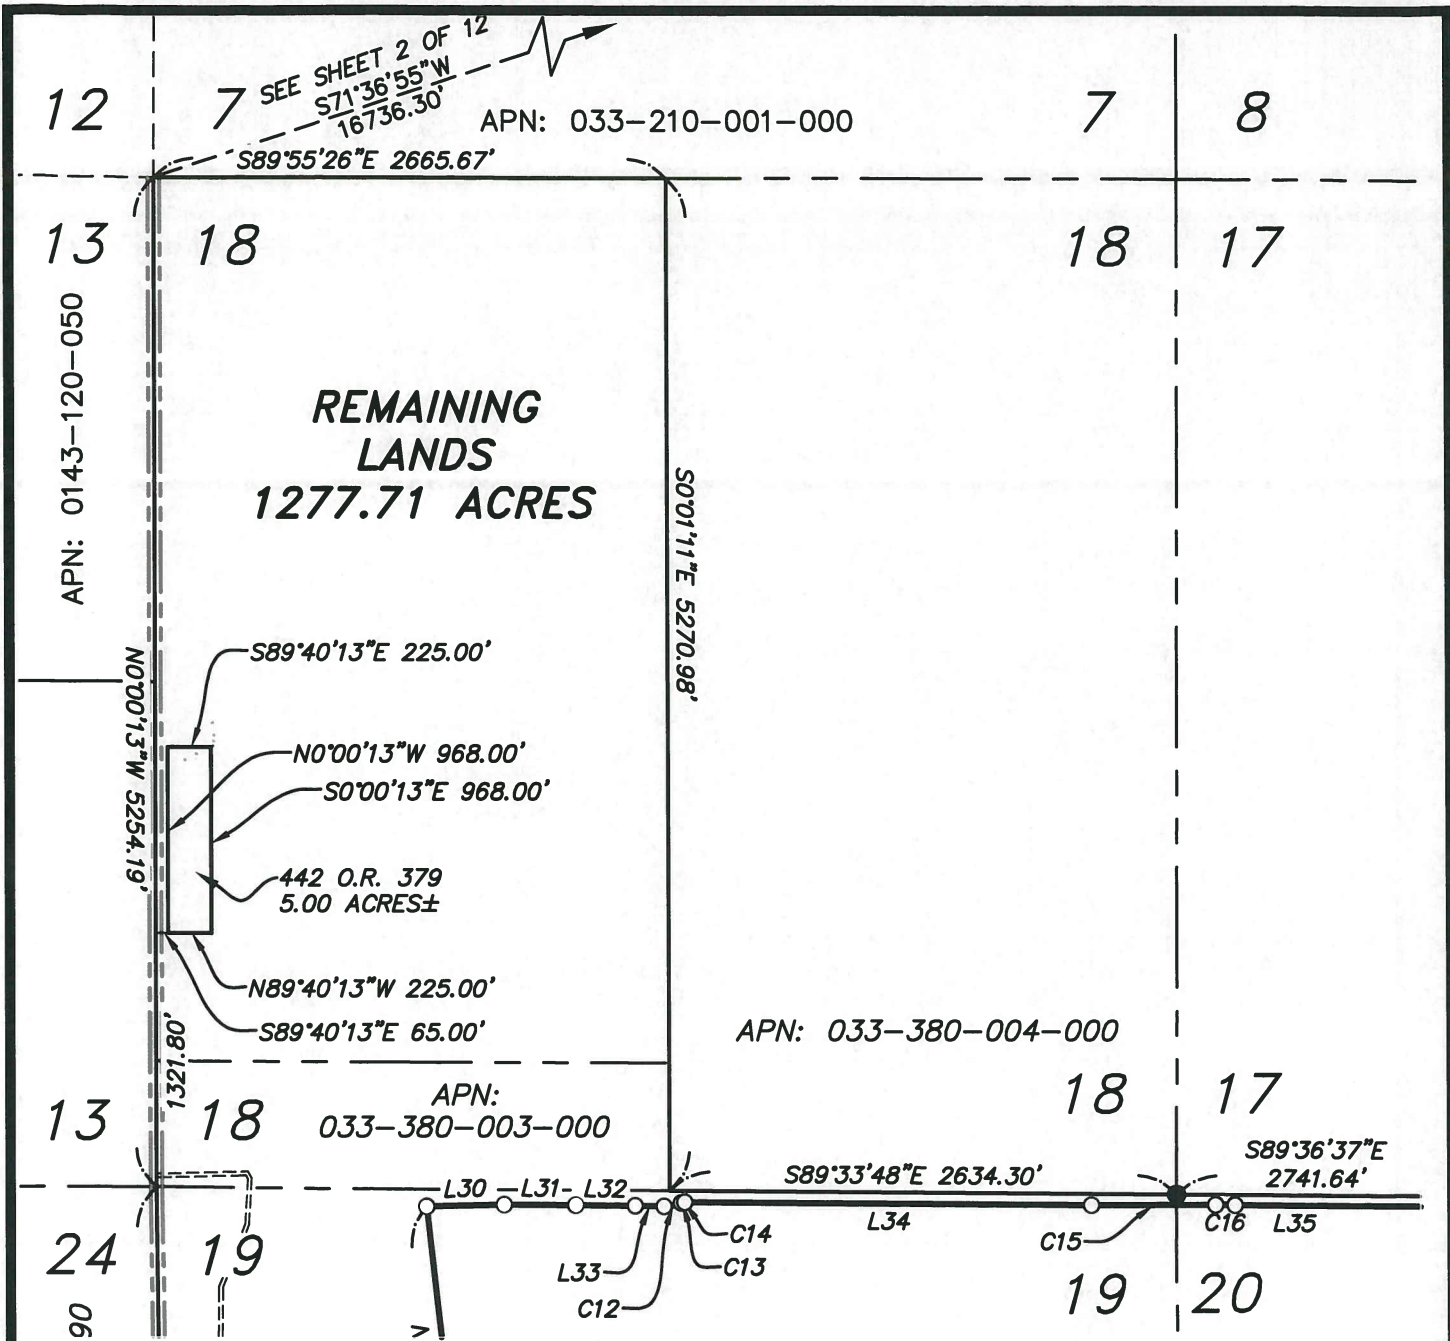 SEE SHEET 2 OF 12
S71°36'55"W
16736.30'
12
7
APN: 033-210-001-000
7
8
S89°55'26"E 2665.67'
13
18
18
17
APN: 0143-120-050
REMAINING
LANDS
1277.71 ACRES
S0°01'11"E 5270.98'
N0°00'13"W 5254.19'
S89°40'13"E 225.00'
N0°00'13"W 968.00'
S0°00'13"E 968.00'
442 O.R. 379
5.00 ACRES±
N89°40'13"W 225.00'
S89°40'13"E 65.00'
1321.80'
APN: 033-380-004-000
APN:
033-380-003-000
13
18
18
17
S89°33'48"E 2634.30'
S89°36'37"E
2741.64'
L30
L31
L32
L34
C16
L35
C14
C13
L33
C12
C15
24
19
19
20
90